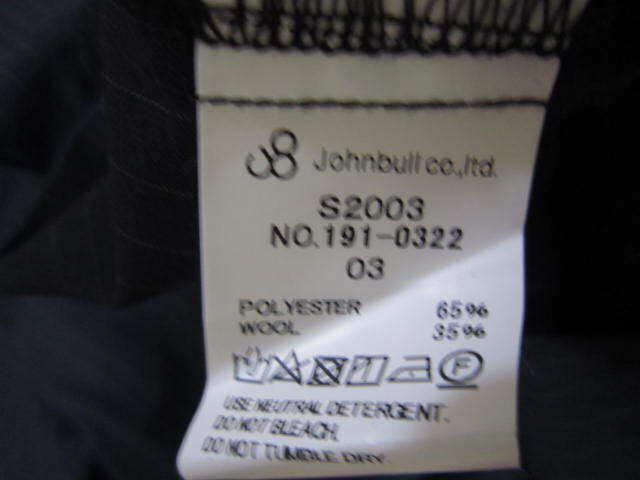 Johnbull co.,ltd.
S2003
NO.191-0322
03
POLYESTER 65%
WOOL 35%
F
USE NEUTRAL DETERGENT.
DO NOT BLEACH.
DO NOT TUMBLE DRY.